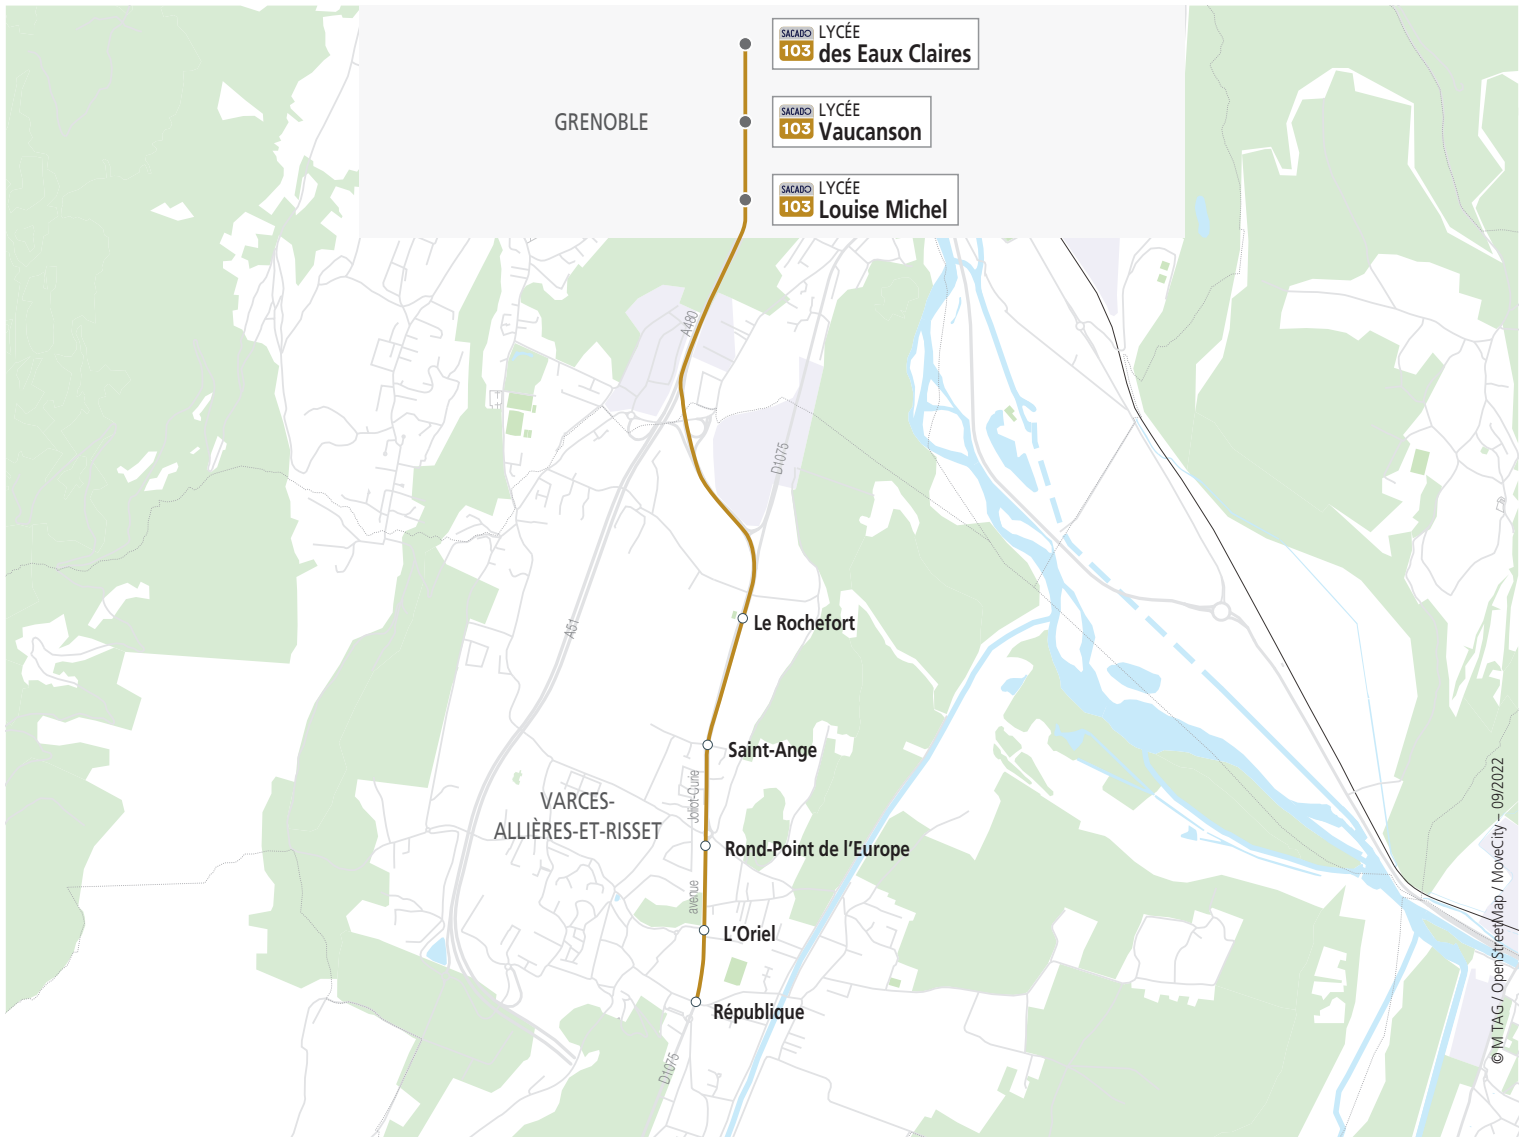 SACADO
103
LYCÉE
des Eaux Claires
GRENOBLE
SACADO
103
LYCÉE
Vaucanson
SACADO
103
LYCÉE
Louise Michel
A480
D1075
A51
Le Rochefort
Saint-Ange
Joliot-Curie
VARCES-
ALLIÈRES-ET-RISSET
Rond-Point de l'Europe
avenue
L'Oriel
République
D1075
© M TAG / OpenStreetMap / MoveCity – 09/2022